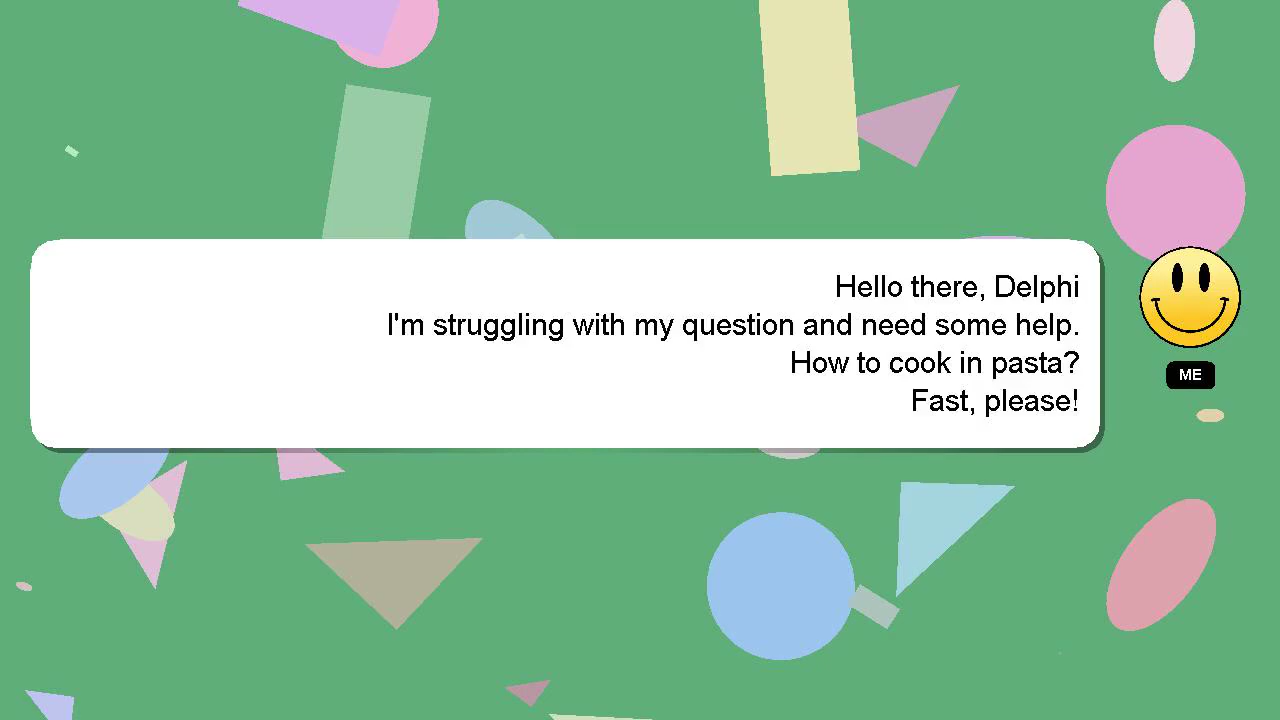 Hello there, Delphi
I'm struggling with my question and need some help.
How to cook in pasta?
Fast, please!
ME